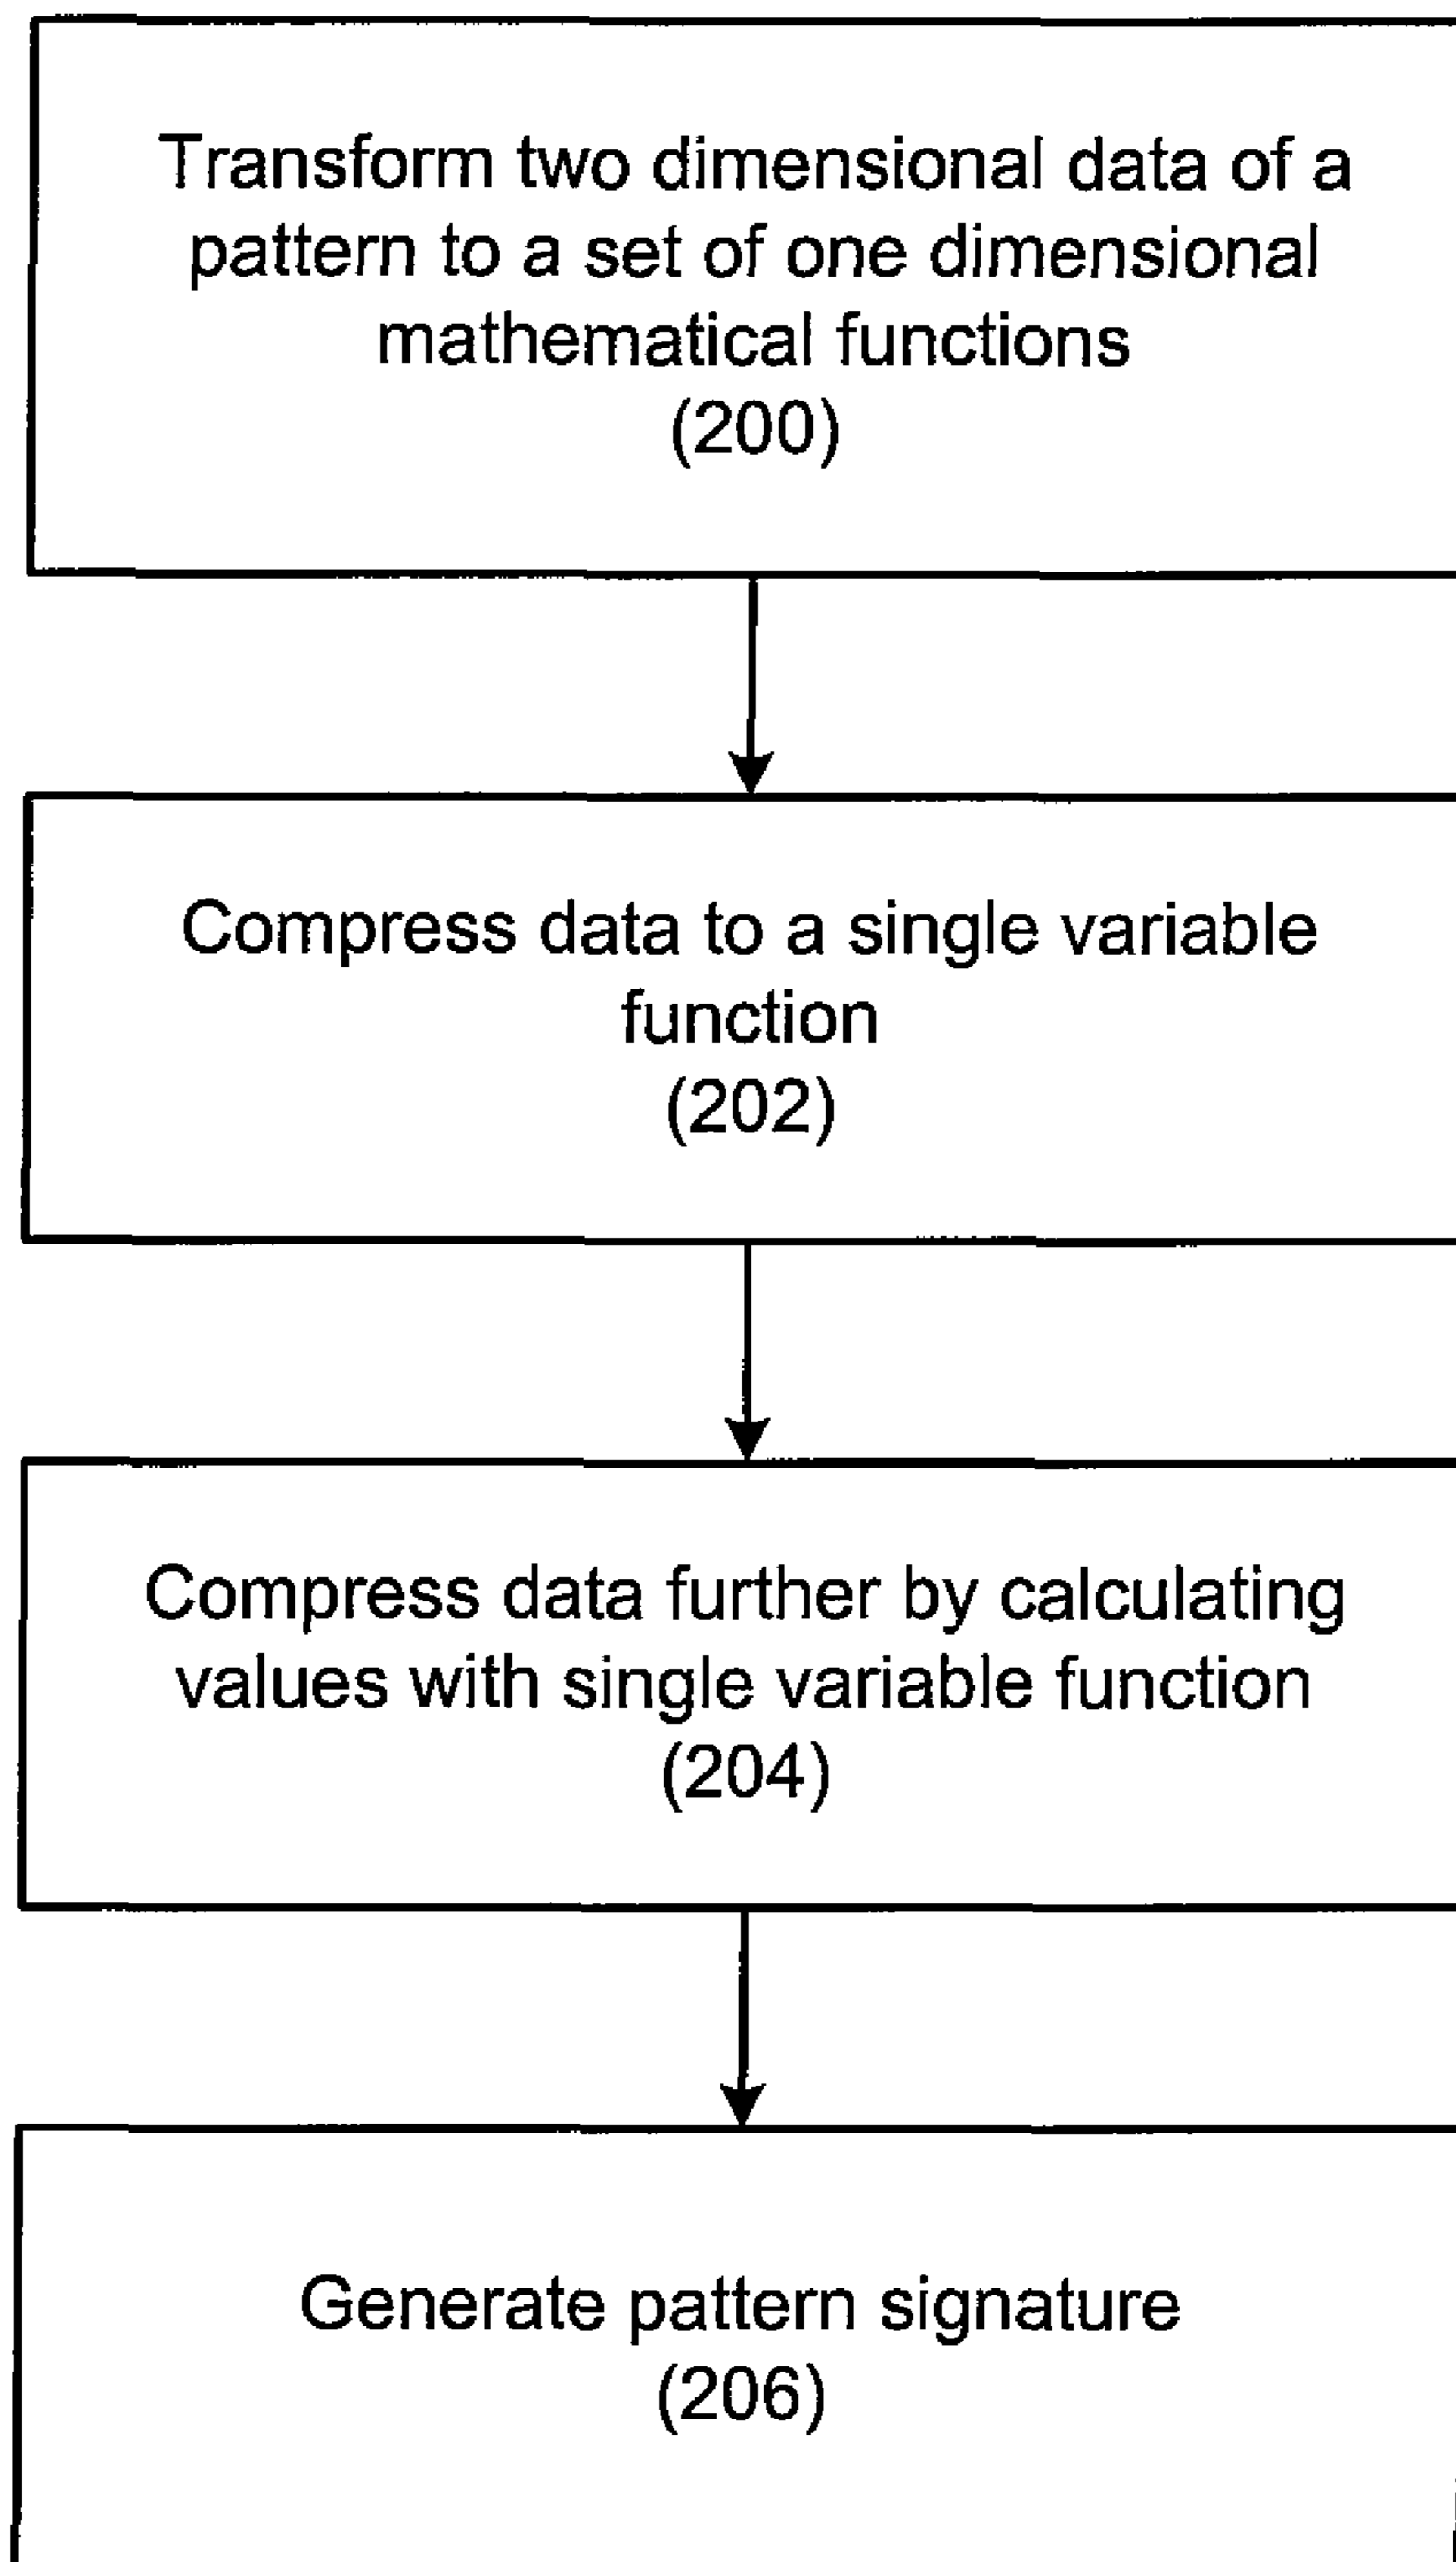 Transform two dimensional data of a
pattern to a set of one dimensional
mathematical functions
(200)
Compress data to a single variable
function
(202)
Compress data further by calculating
values with single variable function
(204)
Generate pattern signature
(206)